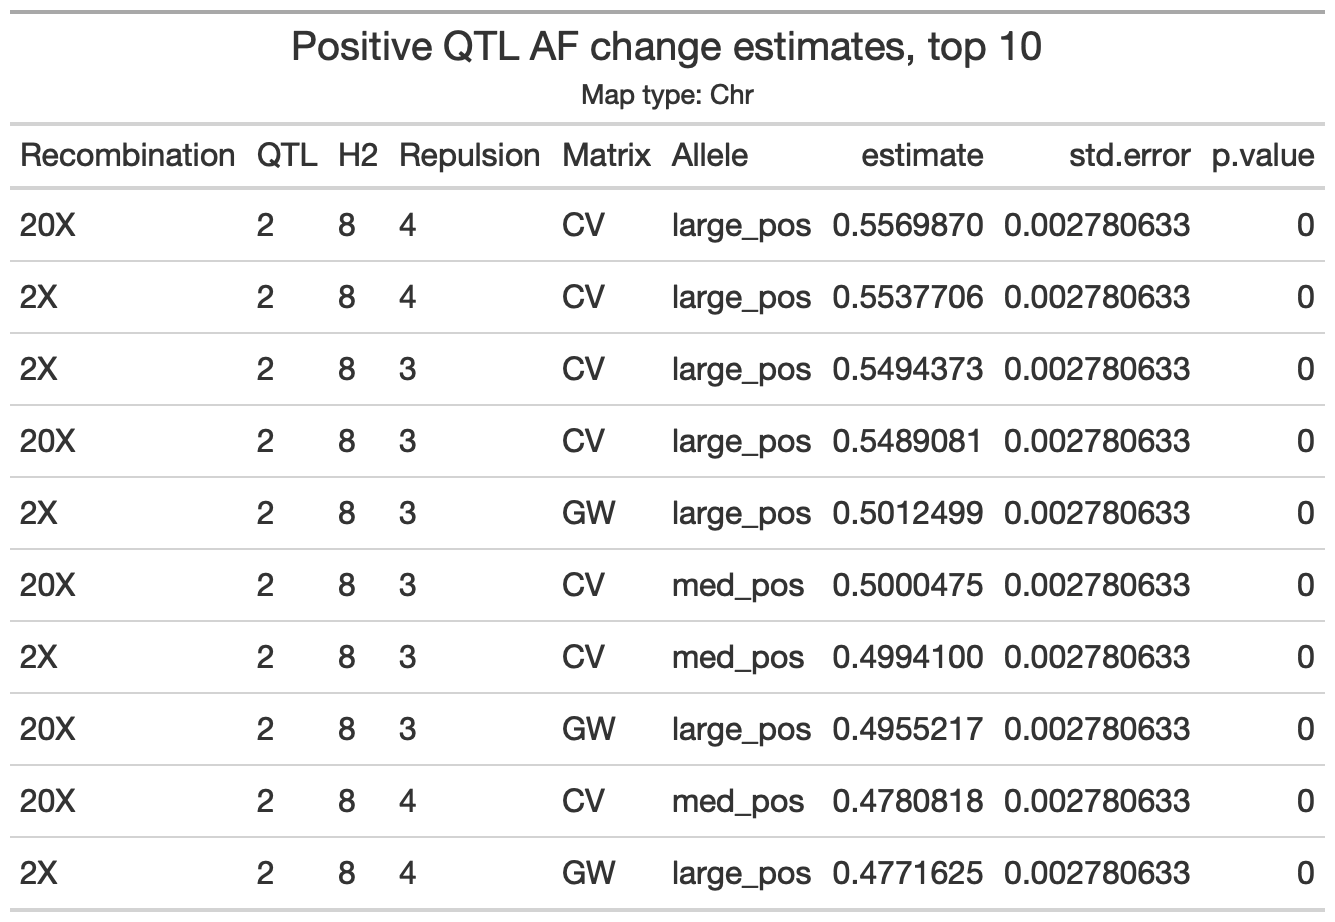 Positive QTL AF change estimates, top 10
Map type: Chr
Recombination QTL H2 Repulsion Matrix Allele estimate std.error p.value
20X 2 8 4 CV large_pos 0.5569870 0.002780633 0
2X 2 8 4 CV large_pos 0.5537706 0.002780633 0
2X 2 8 3 CV large_pos 0.5494373 0.002780633 0
20X 2 8 3 CV large_pos 0.5489081 0.002780633 0
2X 2 8 3 GW large_pos 0.5012499 0.002780633 0
20X 2 8 3 CV med_pos 0.5000475 0.002780633 0
2X 2 8 3 CV med_pos 0.4994100 0.002780633 0
20X 2 8 3 GW large_pos 0.4955217 0.002780633 0
20X 2 8 4 CV med_pos 0.4780818 0.002780633 0
2X 2 8 4 GW large_pos 0.4771625 0.002780633 0